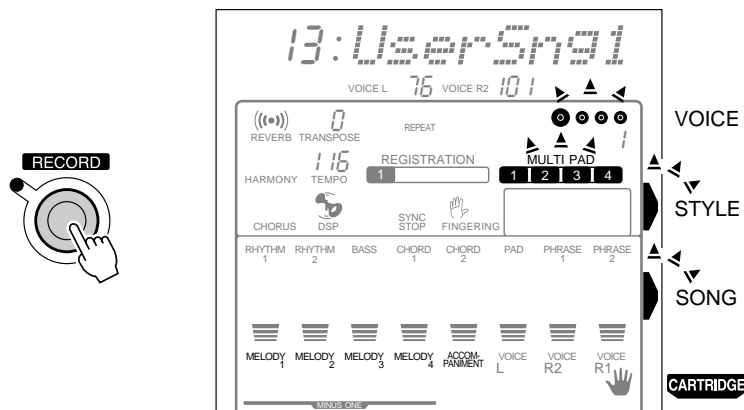 13:UserSng1
VOICE L 76 VOICE R2 101
RECORD
0
REVERB TRANSPOSE REPEAT 1
VOICE
116
REGISTRATION MULTI PAD
HARMONY TEMPO 1 1 2 3 4
STYLE
CHORUS DSP SYNC STOP FINGERING
RHYTHM 1 RHYTHM 2 BASS CHORD 1 CHORD 2 PAD PHRASE 1 PHRASE 2
SONG
MELODY 1 MELODY 2 MELODY 3 MELODY 4 ACCOM-PANIMENT VOICE L VOICE R2 VOICE R1
CARTRIDGE
MINUS ONE